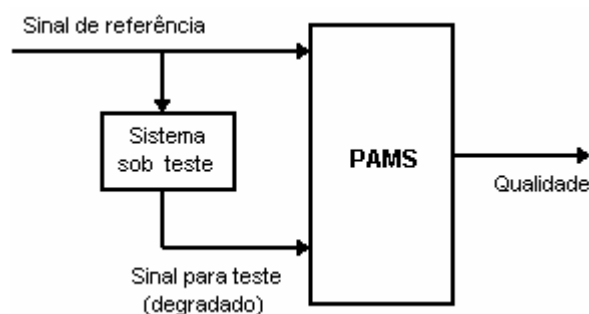 Sinal de referência
Sistema
sob teste
PAMS
Qualidade
Sinal para teste
(degradado)